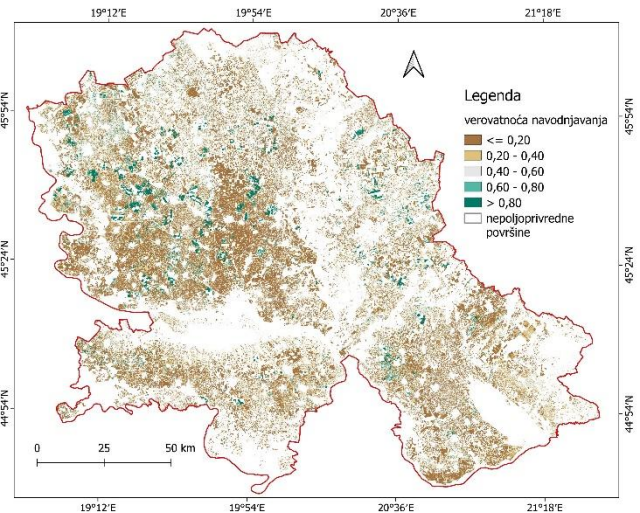 19°12′E 19°54′E 20°36′E 21°18′E
45°54′N 45°54′N
Legenda
verovatnoća navodnjavanja
<= 0,20
0,20 - 0,40
0,40 - 0,60
0,60 - 0,80
> 0,80
nepoljoprivredne
površine
45°24′N 45°24′N
44°54′N 44°54′N
0 25 50 km
19°12′E 19°54′E 20°36′E 21°18′E